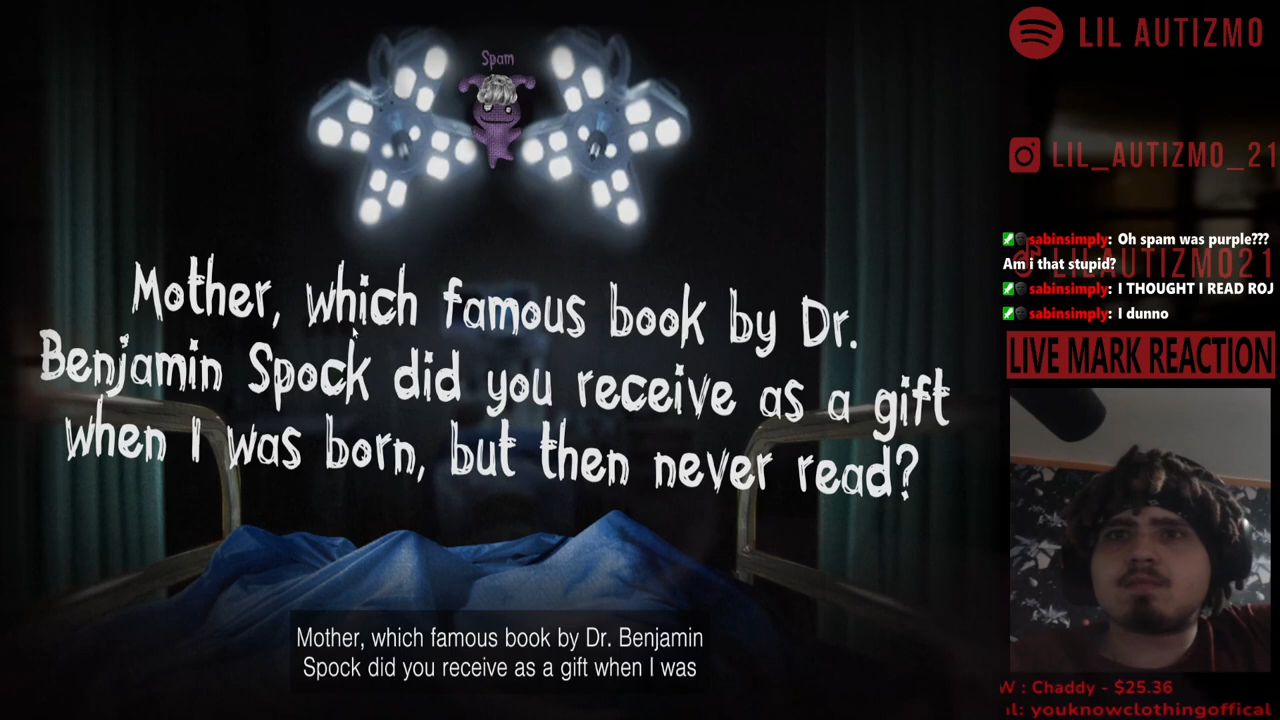 Spam
Mother, which famous book by Dr.
Benjamin Spock did you receive as a gift
when I was born, but then never read?
Mother, which famous book by Dr. Benjamin
Spock did you receive as a gift when I was
LIL AUTIZMO
LIL_AUTIZMO_21
sabinsimply: Oh spam was purple???
Am i that stupid?
LILAUTIZMO21
sabinsimply: I THOUGHT I READ ROJ
sabinsimply: I dunno
LIVE MARK REACTION
W : Chaddy - $25.36
al: youknowclothingoffical